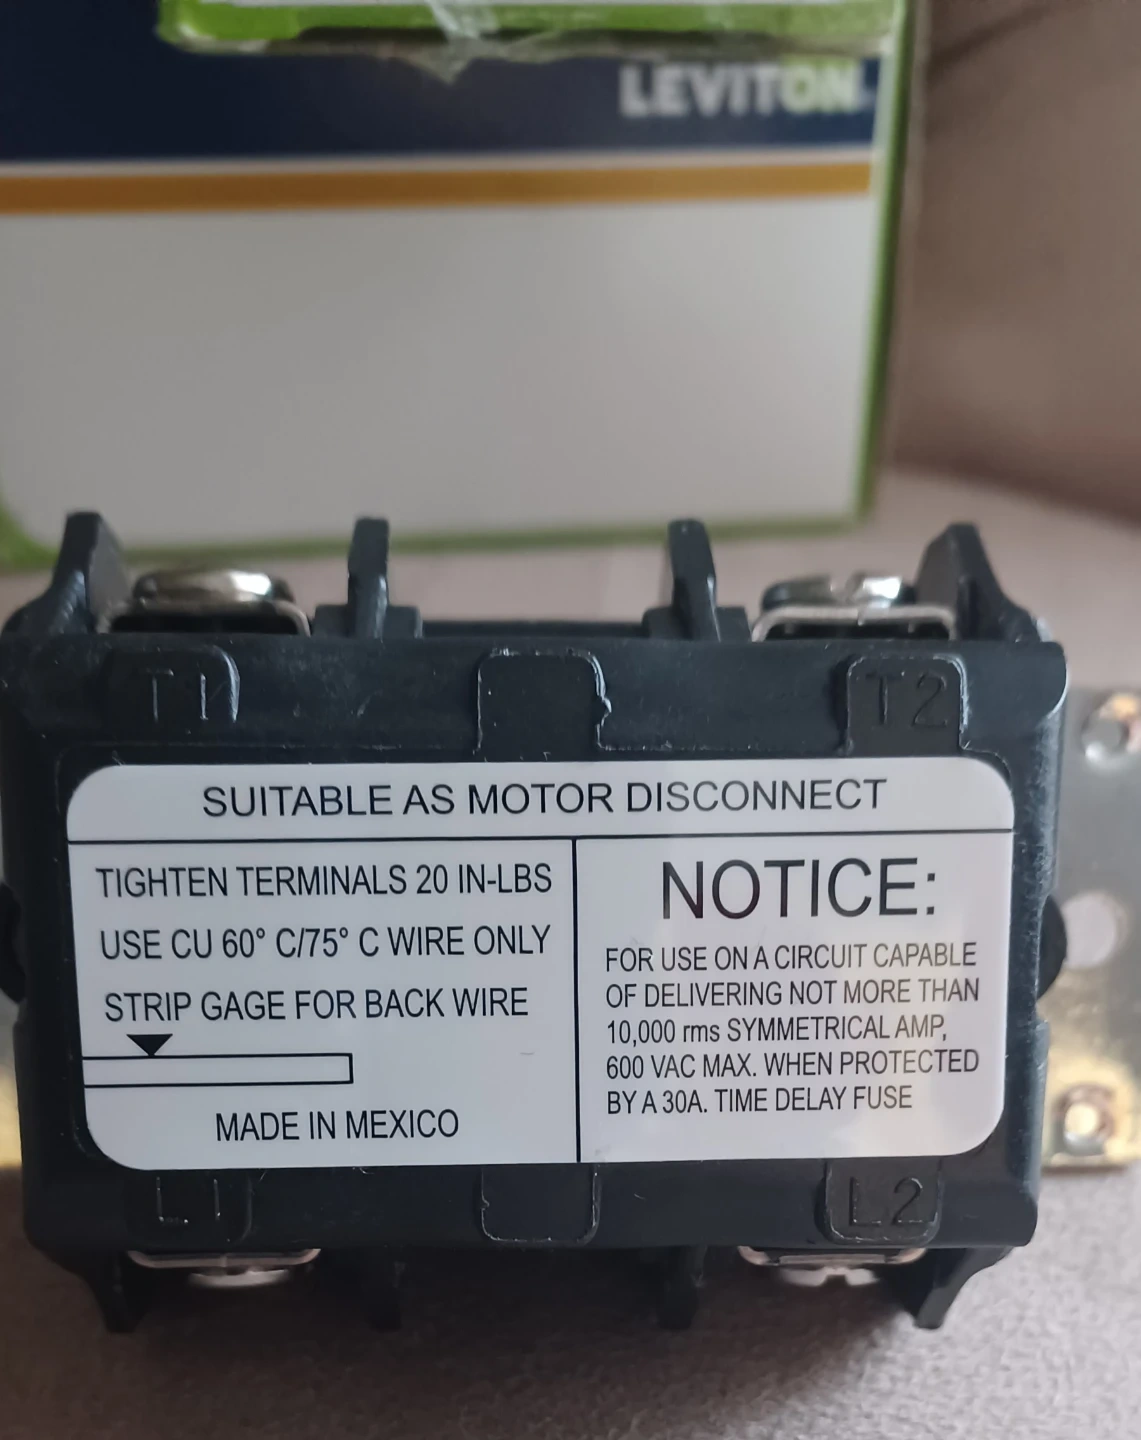 LEVITON
T1
T2
SUITABLE AS MOTOR DISCONNECT
TIGHTEN TERMINALS 20 IN-LBS
USE CU 60° C/75° C WIRE ONLY
STRIP GAGE FOR BACK WIRE
MADE IN MEXICO
NOTICE:
FOR USE ON A CIRCUIT CAPABLE
OF DELIVERING NOT MORE THAN
10,000 rms SYMMETRICAL AMP,
600 VAC MAX. WHEN PROTECTED
BY A 30A. TIME DELAY FUSE
L1
L2